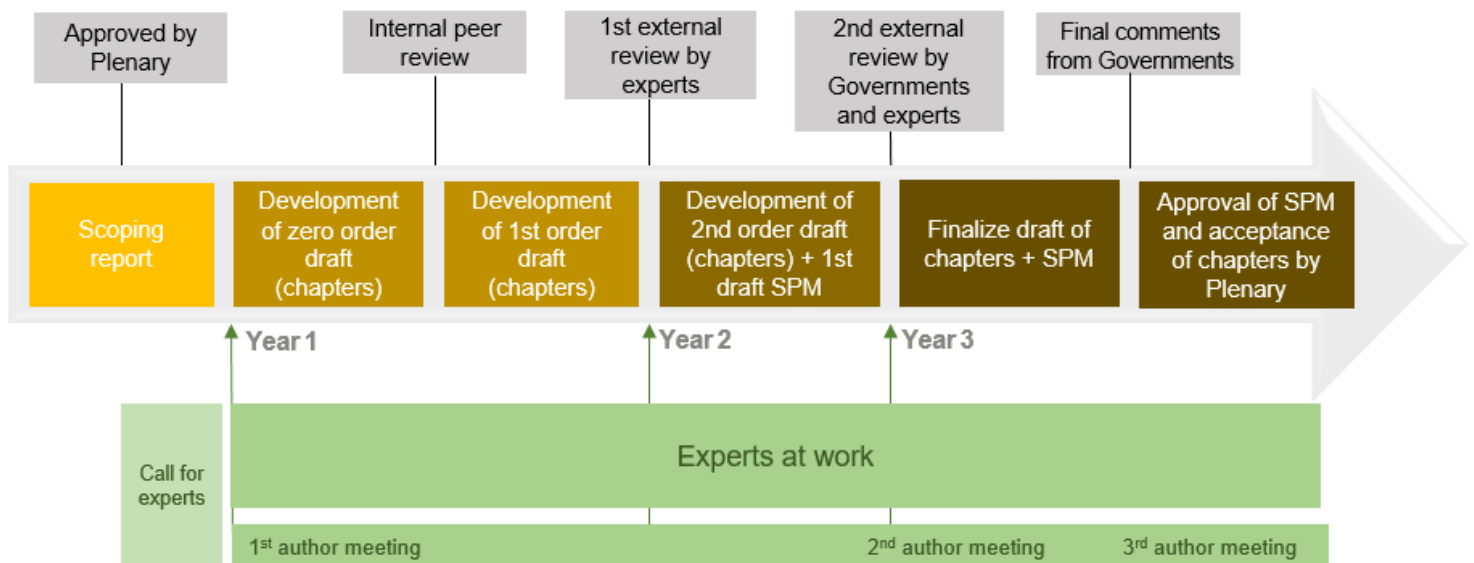 Approved by
Plenary
Internal peer
review
1st external
review by
experts
2nd external
review by
Governments
and experts
Final comments
from Governments
Scoping
report
Development
of zero order
draft
(chapters)
Development
of 1st order
draft
(chapters)
Development of
2nd order draft
(chapters) + 1st
draft SPM
Finalize draft of
chapters + SPM
Approval of SPM
and acceptance
of chapters by
Plenary
Year 1
Year 2
Year 3
Call for
experts
Experts at work
1st author meeting
2nd author meeting
3rd author meeting